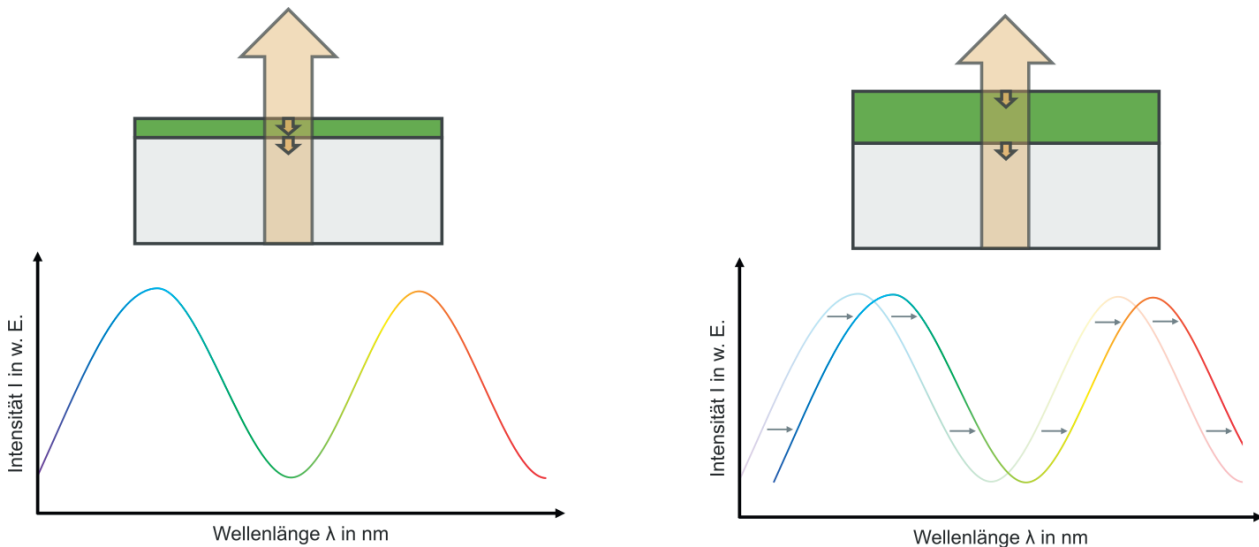 Intensität I in w. E.
Wellenlänge λ in nm
Intensität I in w. E.
Wellenlänge λ in nm